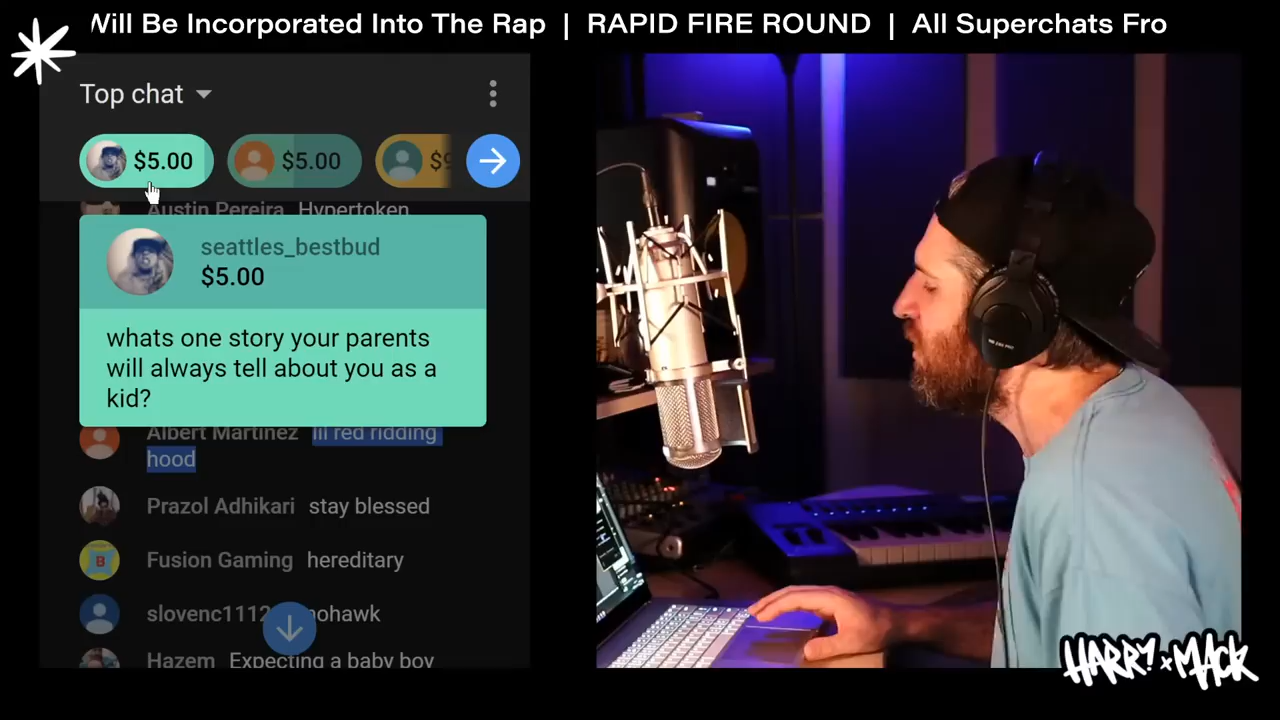 Will Be Incorporated Into The Rap | RAPID FIRE ROUND | All Superchats Fro
Top chat
$5.00
$5.00
Austin Pereira Hypertoken
seattles_bestbud
$5.00
whats one story your parents
will always tell about you as a
kid?
Albert Martinez lil red ridding
hood
Prazol Adhikari stay blessed
Fusion Gaming hereditary
slovenc1112
Hazem Expecting a baby boy
HARRY x MACK